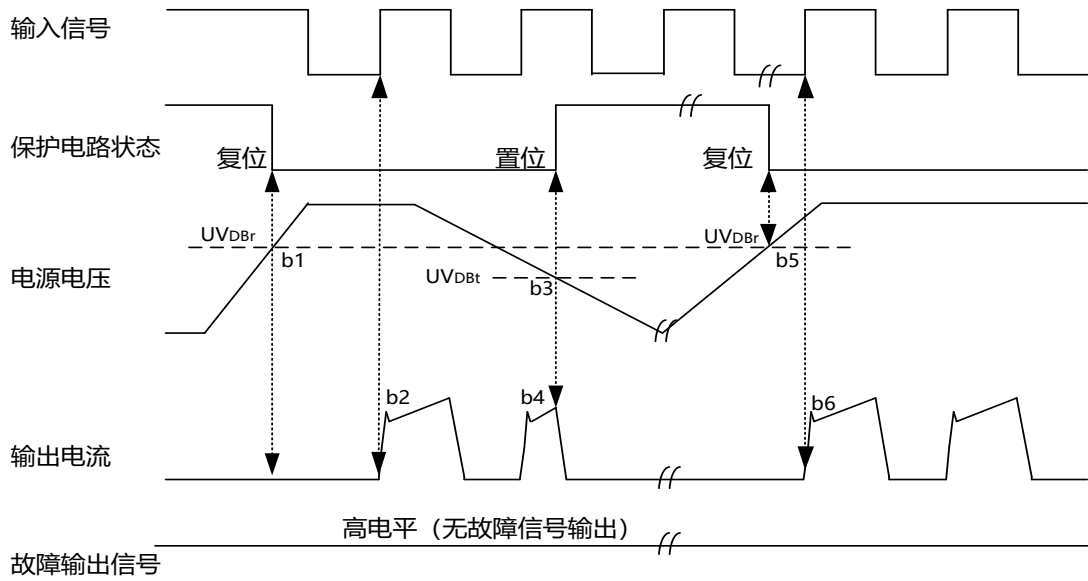 输入信号
保护电路状态
复位
置位
复位
UVDBr
UVDBr
b1
b5
电源电压
UVDBt
b3
b2
b4
b6
输出电流
高电平（无故障信号输出）
故障输出信号